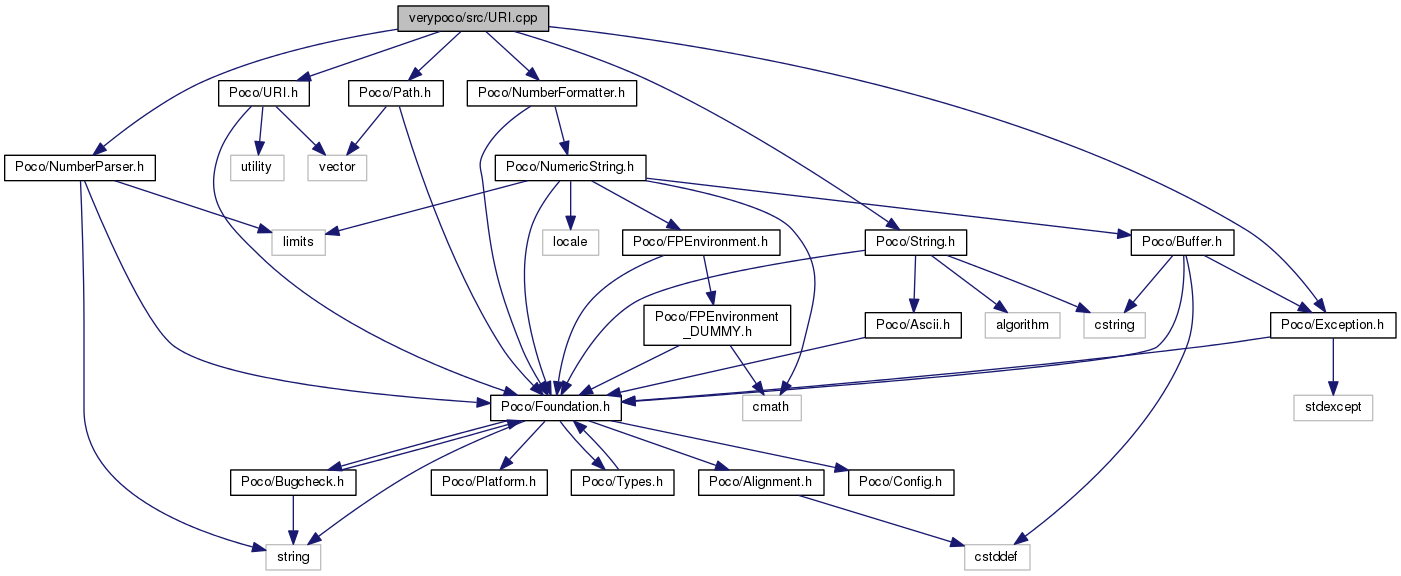 verypoco/src/URI.cpp
Poco/URI.h
Poco/Path.h
Poco/NumberFormatter.h
Poco/NumberParser.h
utility
vector
Poco/NumericString.h
limits
locale
Poco/FPEnvironment.h
Poco/String.h
Poco/Buffer.h
Poco/FPEnvironment
_DUMMY.h
Poco/Ascii.h
algorithm
cstring
Poco/Exception.h
Poco/Foundation.h
cmath
stdexcept
Poco/Bugcheck.h
Poco/Platform.h
Poco/Types.h
Poco/Alignment.h
Poco/Config.h
string
cstddef